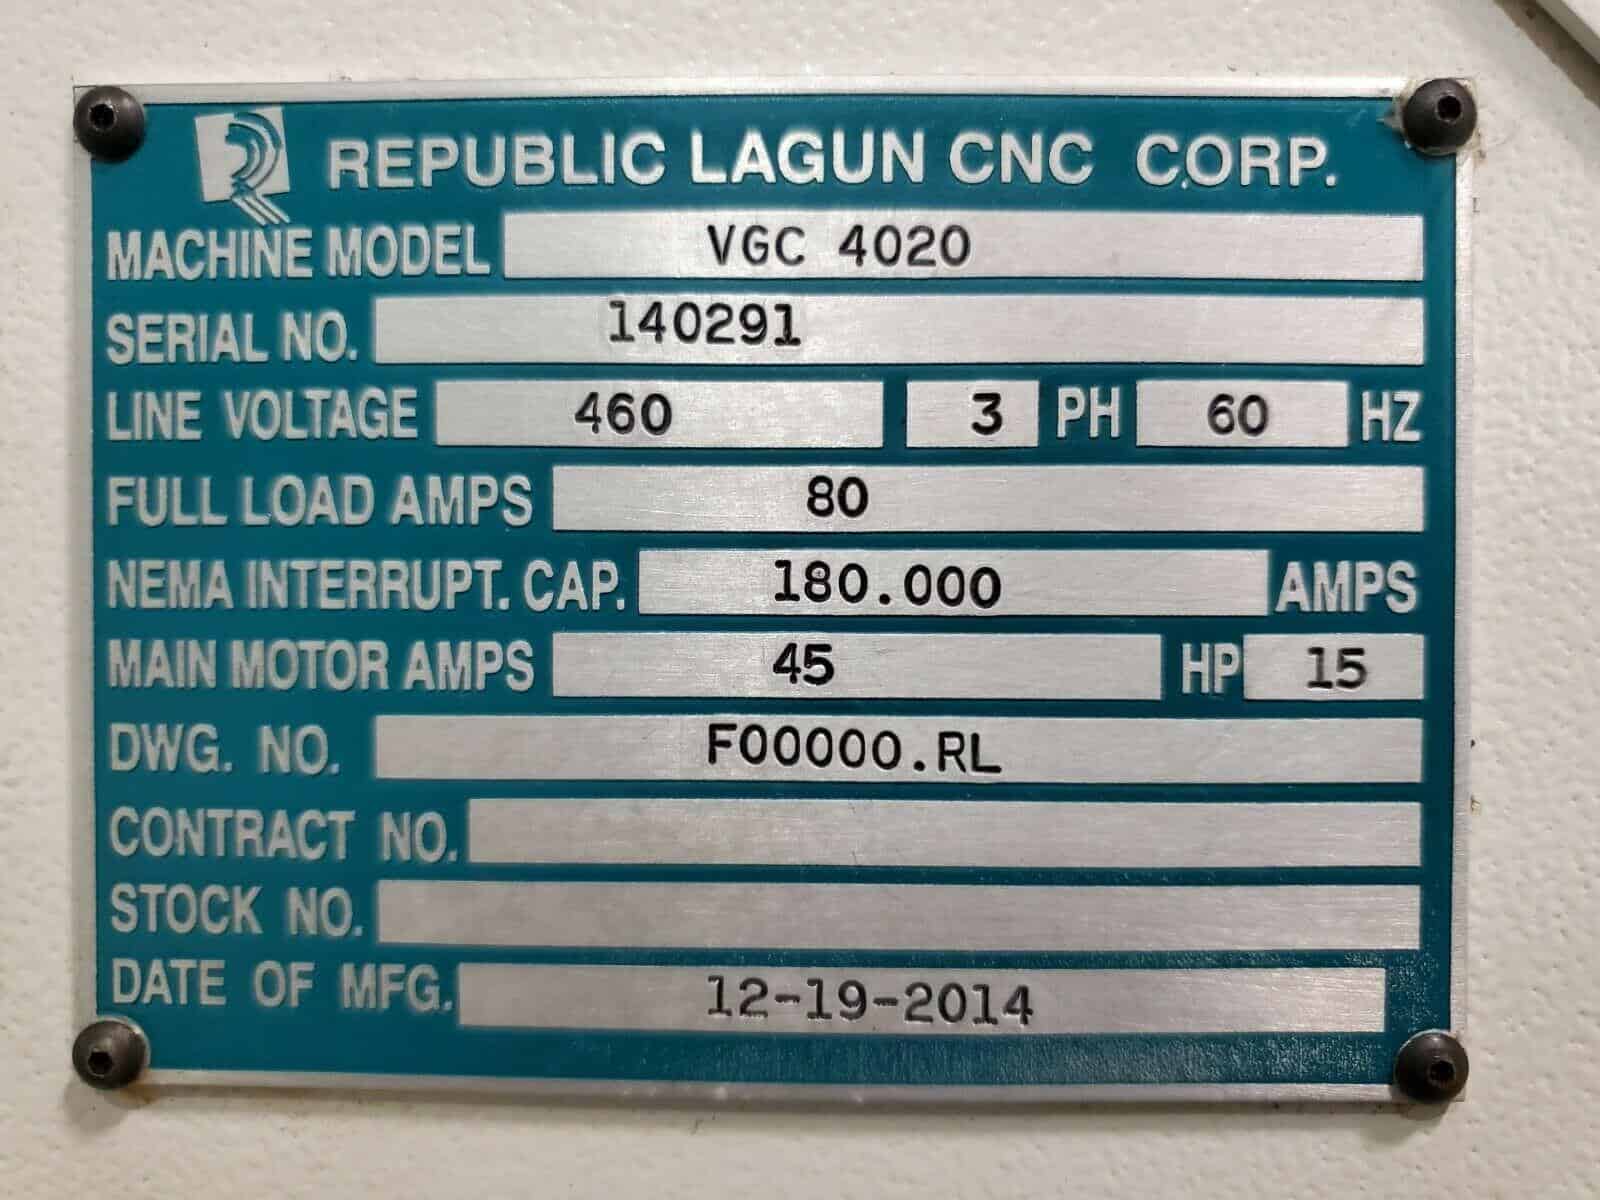 REPUBLIC LAGUN CNC CORP.
MACHINE MODEL VGC 4020
SERIAL NO. 140291
LINE VOLTAGE 460 3 PH 60 HZ
FULL LOAD AMPS 80
NEMA INTERRUPT. CAP. 180.000 AMPS
MAIN MOTOR AMPS 45 HP 15
DWG. NO. F00000.RL
CONTRACT NO.
STOCK NO.
DATE OF MFG. 12-19-2014